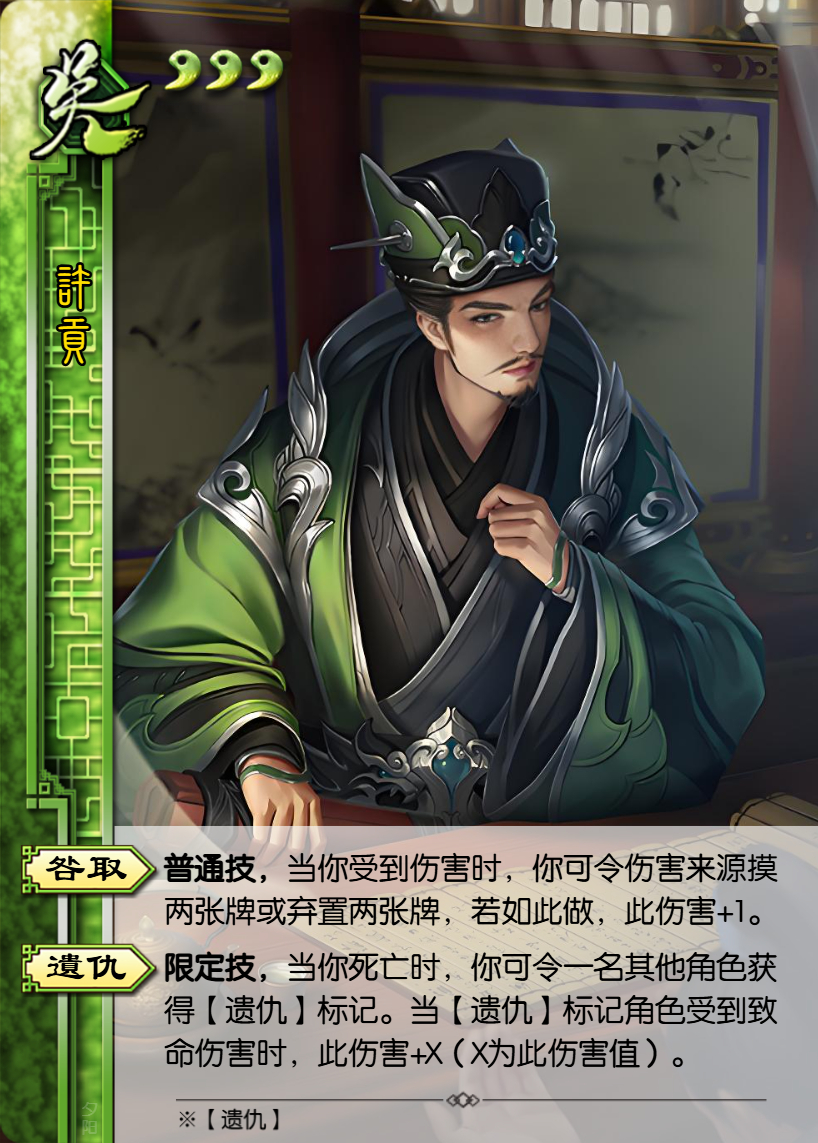 吴
許貢
咎取
普通技，当你受到伤害时，你可令伤害来源摸
两张牌或弃置两张牌，若如此做，此伤害+1。
遺仇
限定技，当你死亡时，你可令一名其他角色获
得【遗仇】标记。当【遗仇】标记角色受到致
命伤害时，此伤害+X（X为此伤害值）。
※【遗仇】
夕阳